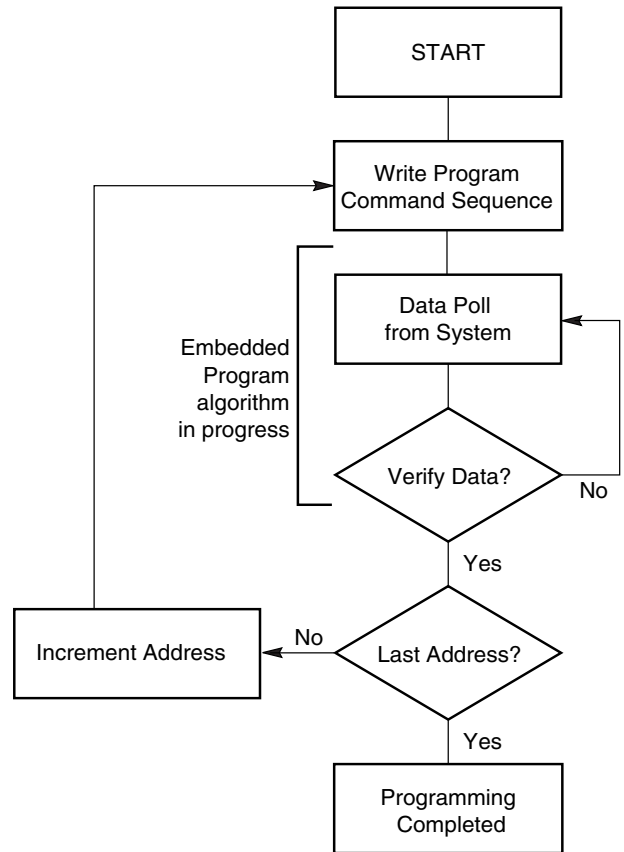 START
Write Program
Command Sequence
Data Poll
from System
Embedded
Program
algorithm
in progress
Verify Data?
No
Yes
No
Increment Address
Last Address?
Yes
Programming
Completed